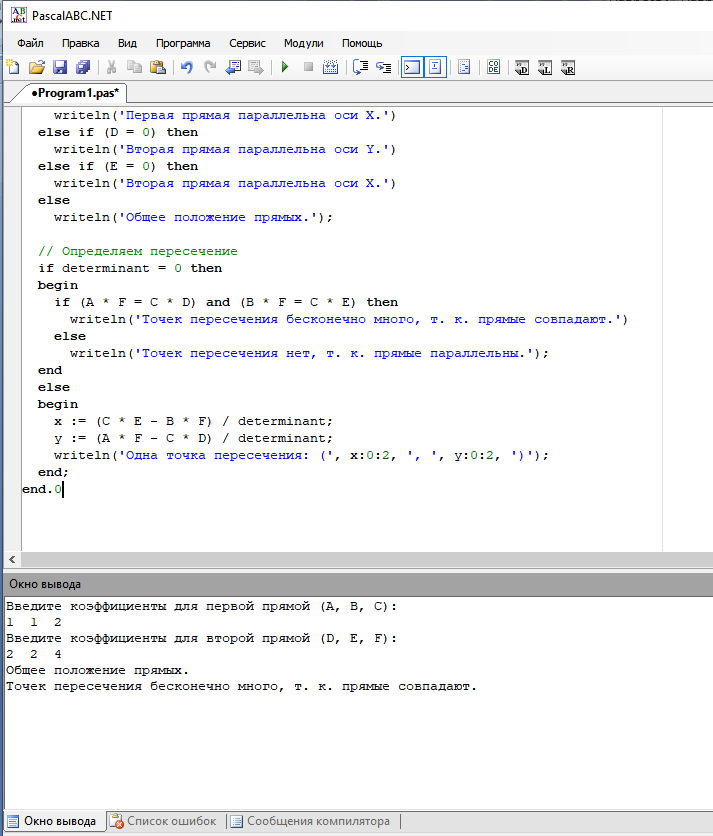 PascalABC.NET
Файл Правка Вид Программа Сервис Модули Помощь
●Program1.pas*
writeln('Первая прямая параллельна оси X.')
else if (D = 0) then
writeln('Вторая прямая параллельна оси Y.')
else if (E = 0) then
writeln('Вторая прямая параллельна оси X.')
else
writeln('Общее положение прямых.');
// Определяем пересечение
if determinant = 0 then
begin
if (A * F = C * D) and (B * F = C * E) then
writeln('Точек пересечения бесконечно много, т. к. прямые совпадают.')
else
writeln('Точек пересечения нет, т. к. прямые параллельны.');
end
else
begin
x := (C * E - B * F) / determinant;
y := (A * F - C * D) / determinant;
writeln('Одна точка пересечения: (', x:0:2, ', ', y:0:2, ')');
end;
end.0
Окно вывода
Введите коэффициенты для первой прямой (A, B, C):
1 1 2
Введите коэффициенты для второй прямой (D, E, F):
2 2 4
Общее положение прямых.
Точек пересечения бесконечно много, т. к. прямые совпадают.
Окно вывода Список ошибок Сообщения компилятора